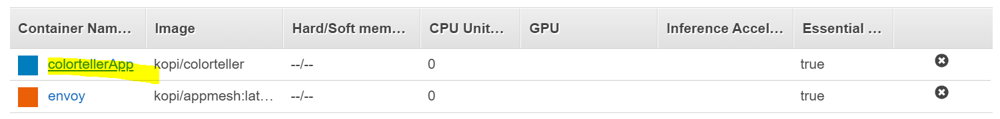 Container Nam... Image Hard/Soft mem... CPU Unit... GPU Inference Accel... Essential ...
colortellerApp kopi/colorteller --/-- 0 true
envoy kopi/appmesh:lat... --/-- 0 true